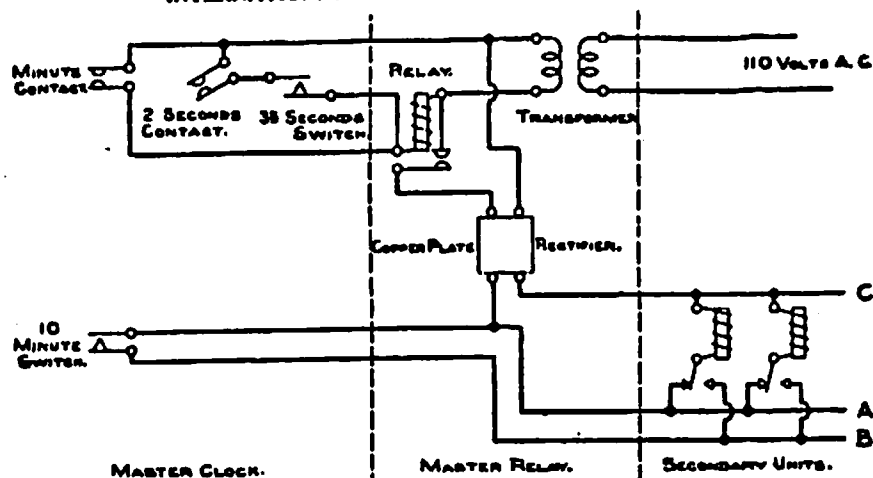 MINUTE
CONTACT
2 SECONDS
CONTACT.
35 SECONDS
SWITCH
RELAY.
TRANSFORMER
110 VOLTS A.C.
COPPER PLATE
RECTIFIER.
C
10
MINUTE
SWITCH.
A
B
MASTER CLOCK.
MASTER RELAY.
SECONDARY UNITS.